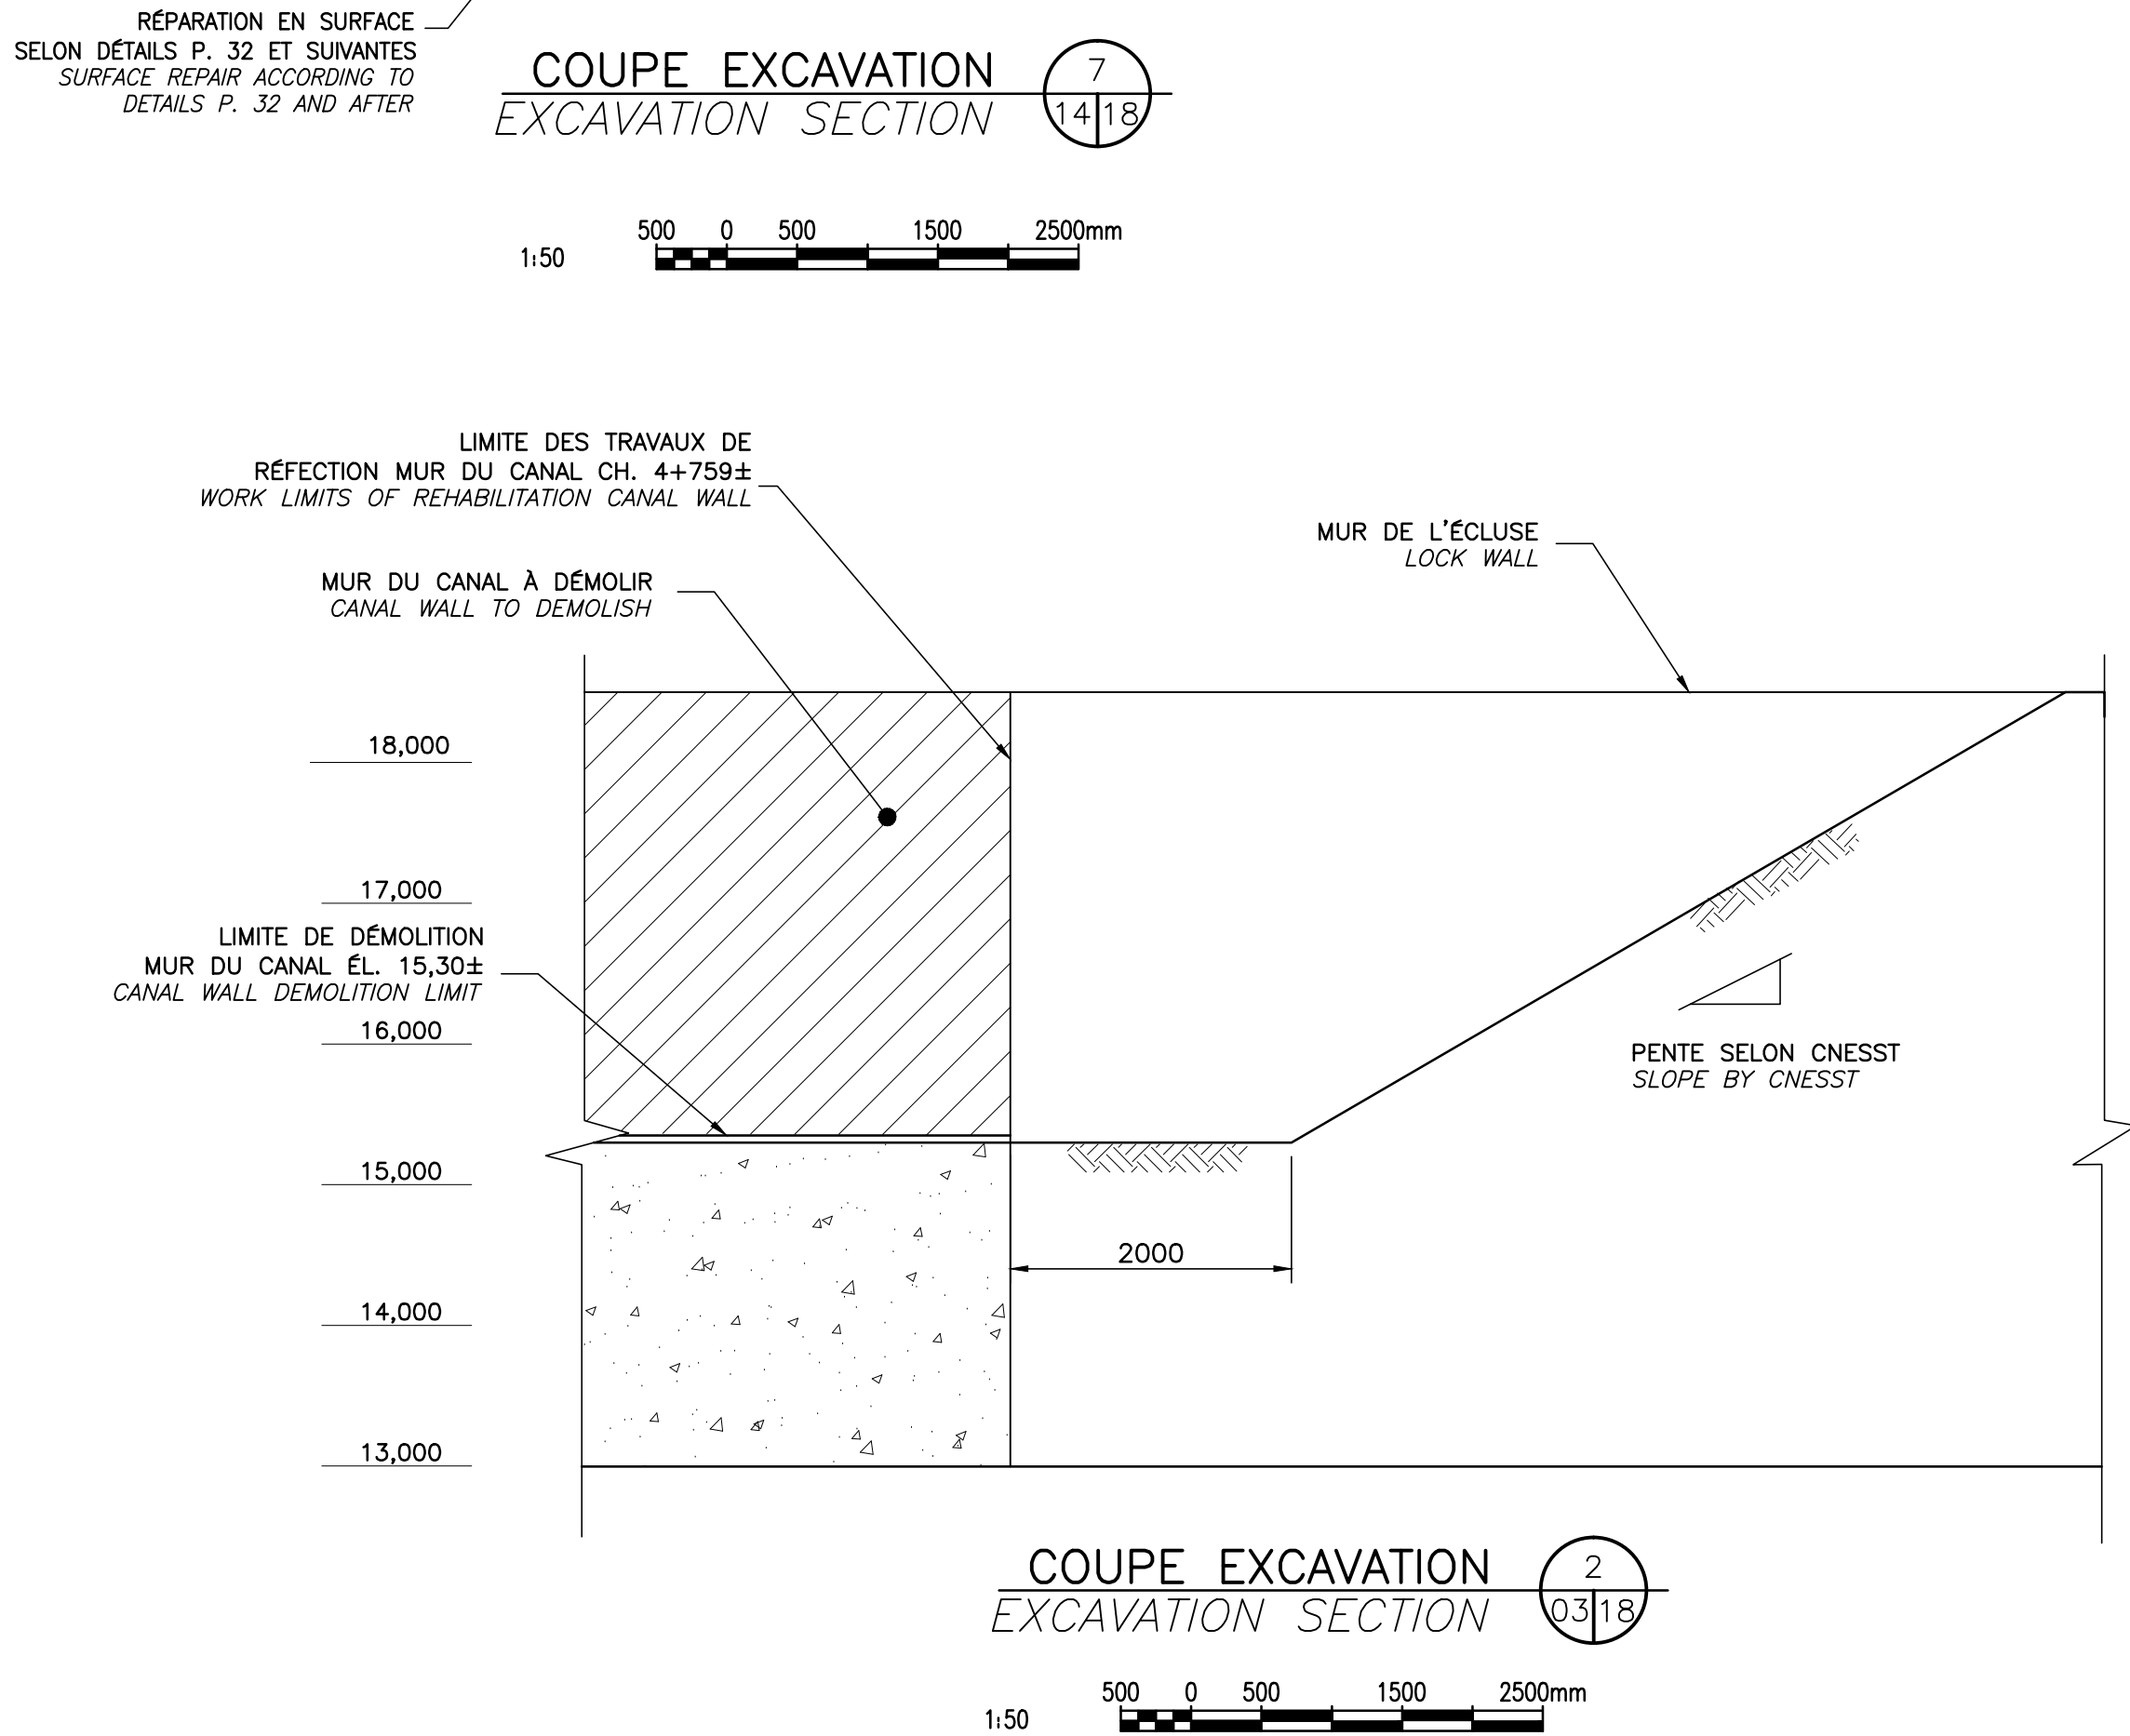 RÉPARATION EN SURFACE
SELON DÉTAILS P. 32 ET SUIVANTES
SURFACE REPAIR ACCORDING TO
DETAILS P. 32 AND AFTER
COUPE EXCAVATION
EXCAVATION SECTION
7
14 18
500 0 500 1500 2500mm
1:50
LIMITE DES TRAVAUX DE
RÉFECTION MUR DU CANAL CH. 4+759±
WORK LIMITS OF REHABILITATION CANAL WALL
MUR DE L'ÉCLUSE
LOCK WALL
MUR DU CANAL À DÉMOLIR
CANAL WALL TO DEMOLISH
18,000
17,000
LIMITE DE DÉMOLITION
MUR DU CANAL ÉL. 15,30±
CANAL WALL DEMOLITION LIMIT
16,000
PENTE SELON CNESST
SLOPE BY CNESST
15,000
2000
14,000
13,000
COUPE EXCAVATION
EXCAVATION SECTION
2
03 18
500 0 500 1500 2500mm
1:50